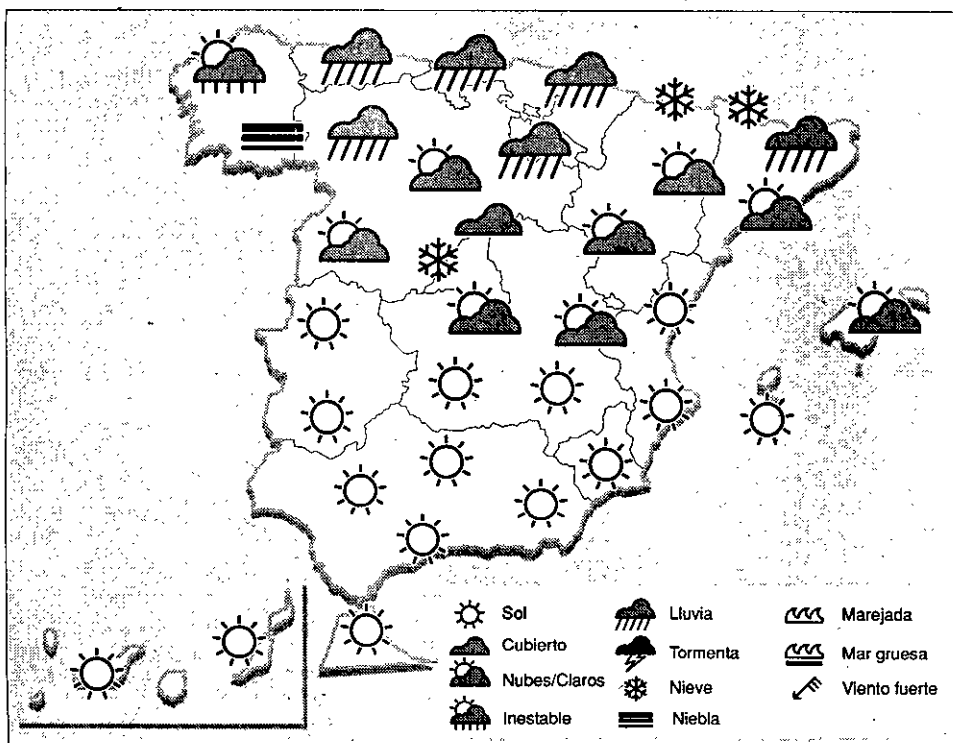 Sol
Cubierto
Nubes/Claros
Inestable
Lluvia
Tormenta
Nieve
Niebla
Marejada
Mar gruesa
Viento fuerte